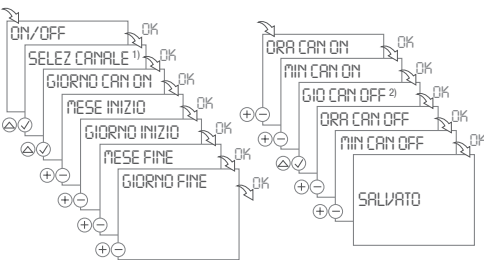 ON/OFF
OK
SELEZ CANALE 1)
OK
GIORNO CAN ON
OK
MESE INIZIO
OK
GIORNO INIZIO
OK
MESE FINE
OK
GIORNO FINE
OK
ORA CAN ON
OK
MIN CAN ON
OK
GIO CAN OFF 2)
OK
ORA CAN OFF
OK
MIN CAN OFF
OK
SALVATO